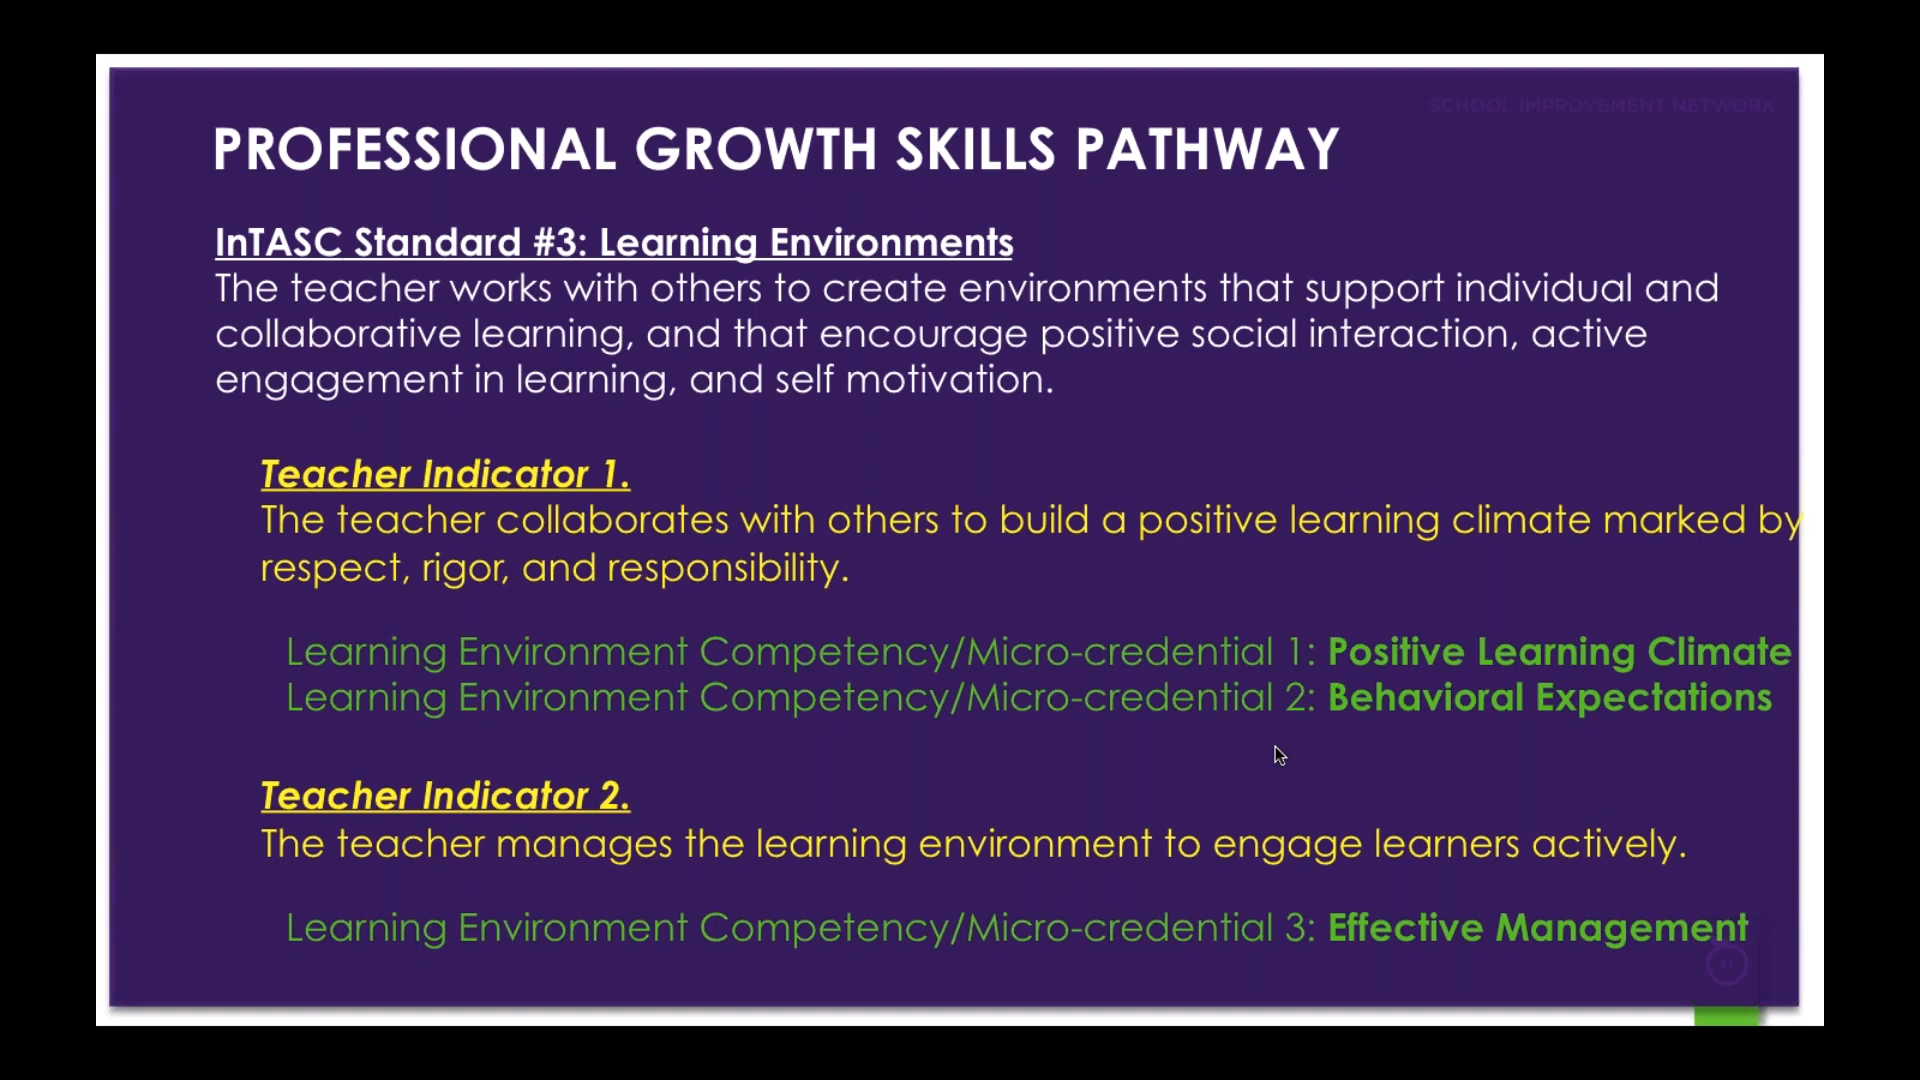 SCHOOL IMPROVEMENT NETWORK
PROFESSIONAL GROWTH SKILLS PATHWAY
InTASC Standard #3: Learning Environments
The teacher works with others to create environments that support individual and
collaborative learning, and that encourage positive social interaction, active
engagement in learning, and self motivation.
Teacher Indicator 1.
The teacher collaborates with others to build a positive learning climate marked by
respect, rigor, and responsibility.
Learning Environment Competency/Micro-credential 1: Positive Learning Climate
Learning Environment Competency/Micro-credential 2: Behavioral Expectations
Teacher Indicator 2.
The teacher manages the learning environment to engage learners actively.
Learning Environment Competency/Micro-credential 3: Effective Management